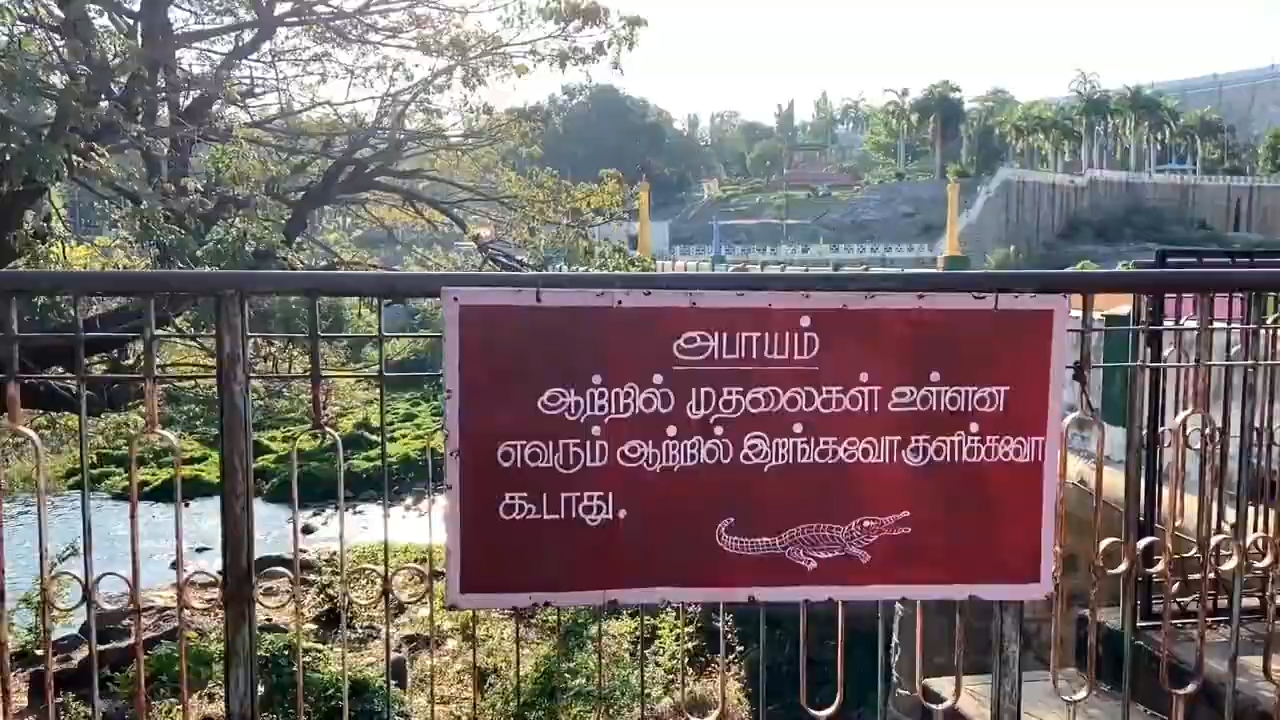 அபாயம்
ஆற்றில் முதலைகள் உள்ளன
எவரும் ஆற்றில் இறங்கவோ குளிக்கவோ
கூடாது.